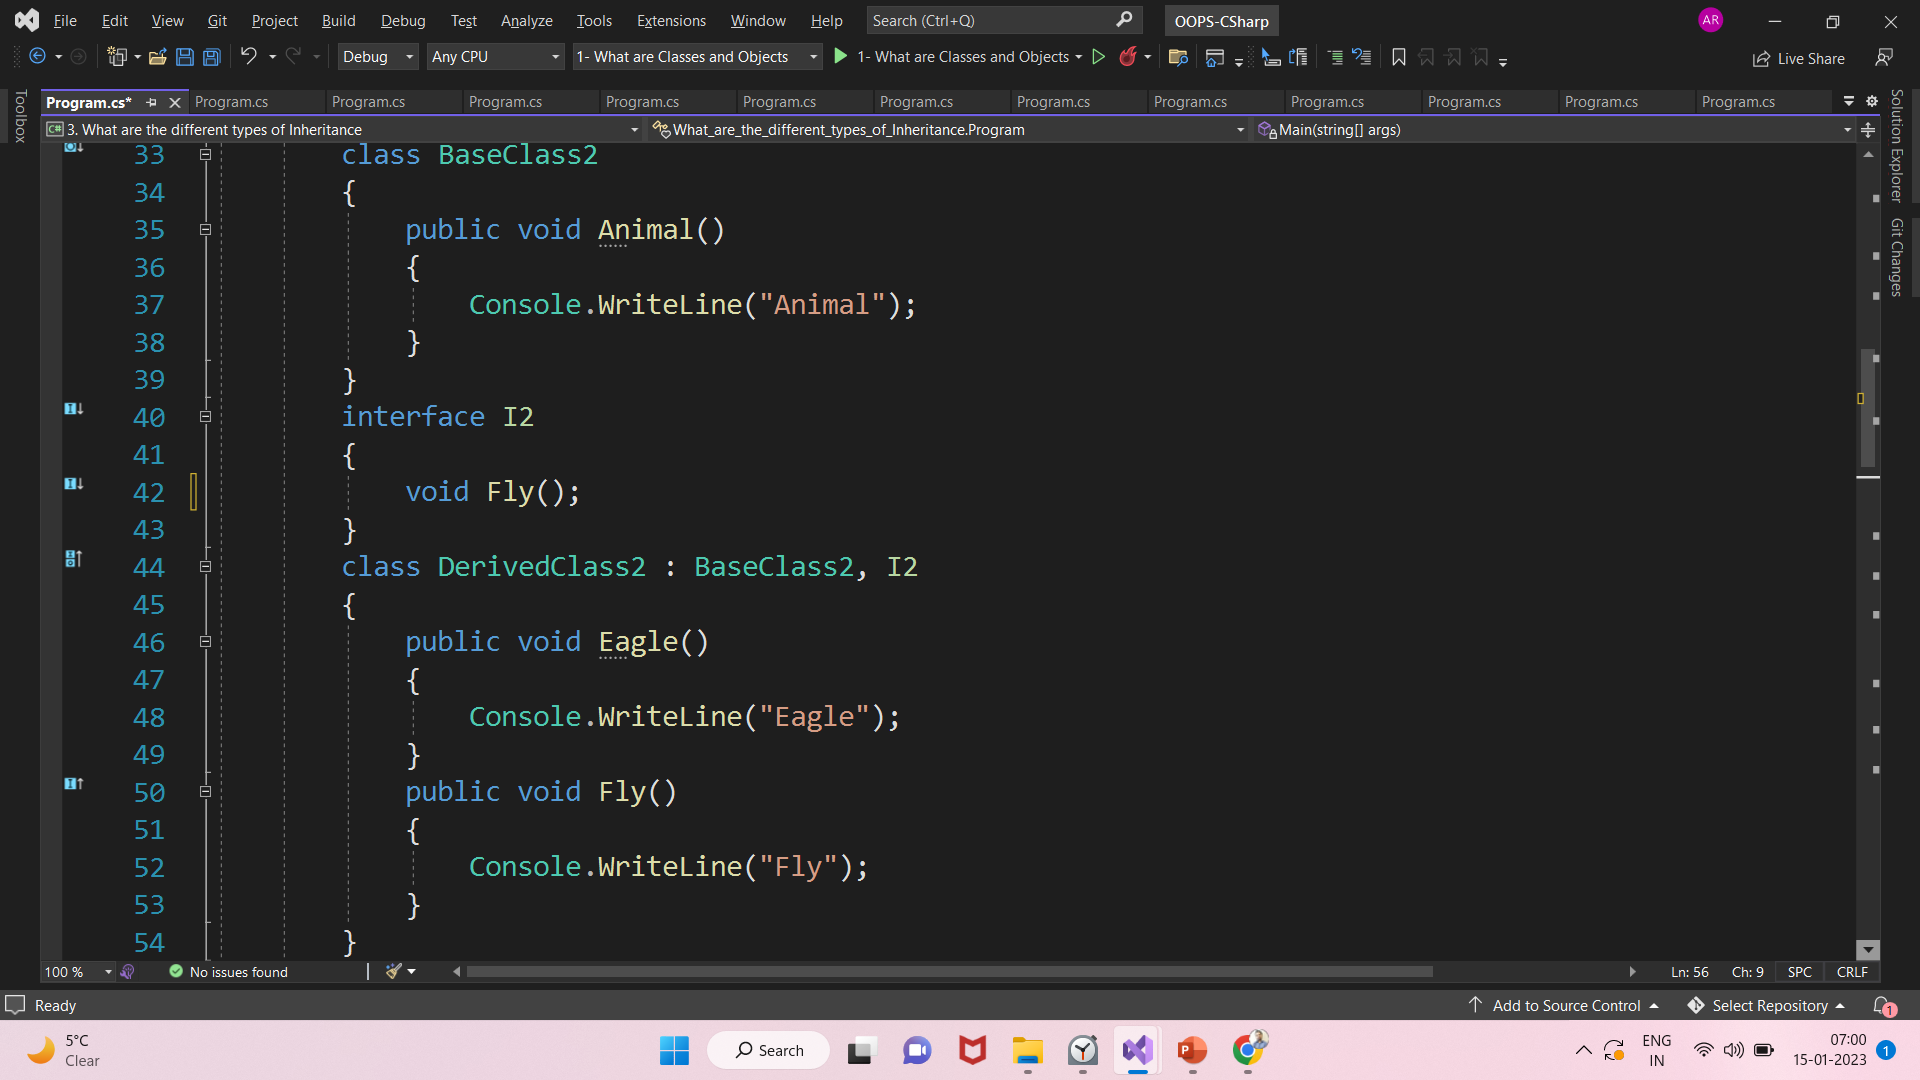 File Edit View Git Project Build Debug Test Analyze Tools Extensions Window Help Search (Ctrl+Q) OOPS-CSharp AR
Debug Any CPU 1- What are Classes and Objects 1- What are Classes and Objects Live Share
Toolbox
Program.cs* Program.cs Program.cs Program.cs Program.cs Program.cs Program.cs Program.cs Program.cs Program.cs Program.cs Program.cs Program.cs
Solution Explorer
Git Changes
C# 3. What are the different types of Inheritance What_are_the_different_types_of_Inheritance.Program Main(string[] args)
33 class BaseClass2
34 {
35 public void Animal()
36 {
37 Console.WriteLine("Animal");
38 }
39 }
40 interface I2
41 {
42 void Fly();
43 }
44 class DerivedClass2 : BaseClass2, I2
45 {
46 public void Eagle()
47 {
48 Console.WriteLine("Eagle");
49 }
50 public void Fly()
51 {
52 Console.WriteLine("Fly");
53 }
54 }
100 % No issues found Ln: 56 Ch: 9 SPC CRLF
Ready Add to Source Control Select Repository 1
5°C
Clear
Search
P
ENG
IN
07:00
15-01-2023
1